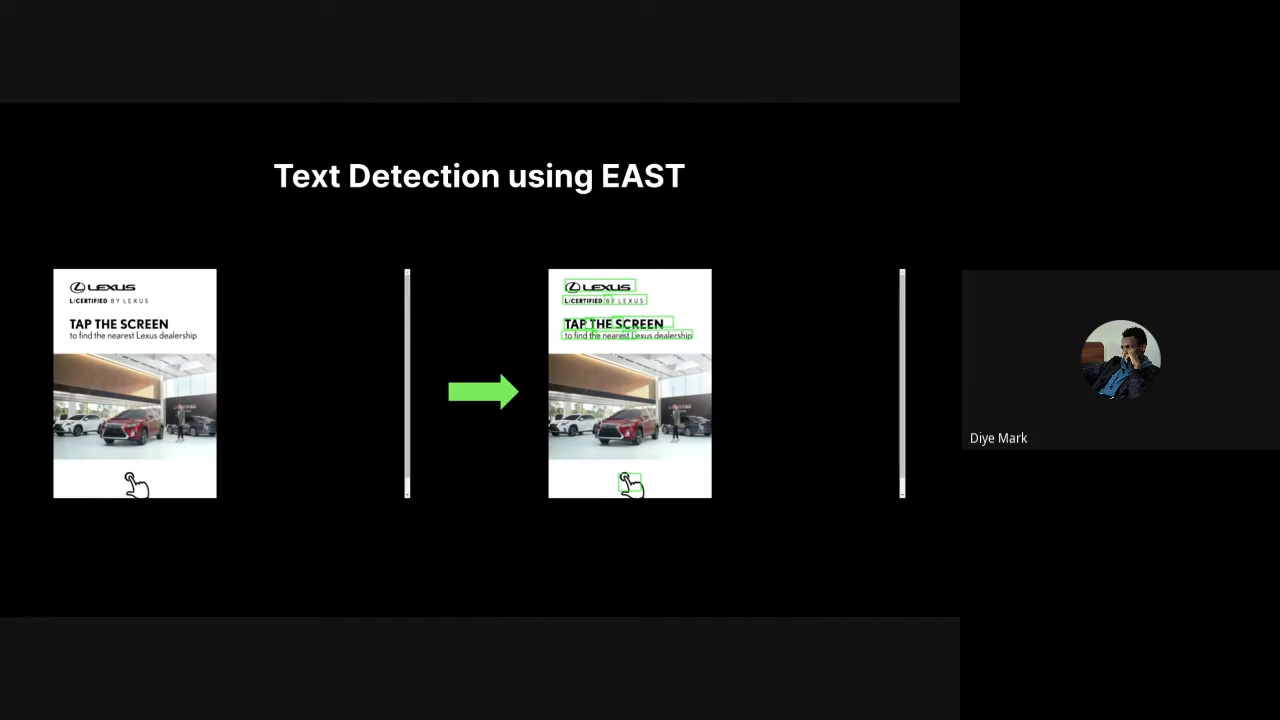 Text Detection using EAST
LEXUS
L/CERTIFIED BY LEXUS
TAP THE SCREEN
to find the nearest Lexus dealership
LEXUS
L/CERTIFIED BY LEXUS
TAP THE SCREEN
to find the nearest Lexus dealership
Diye Mark